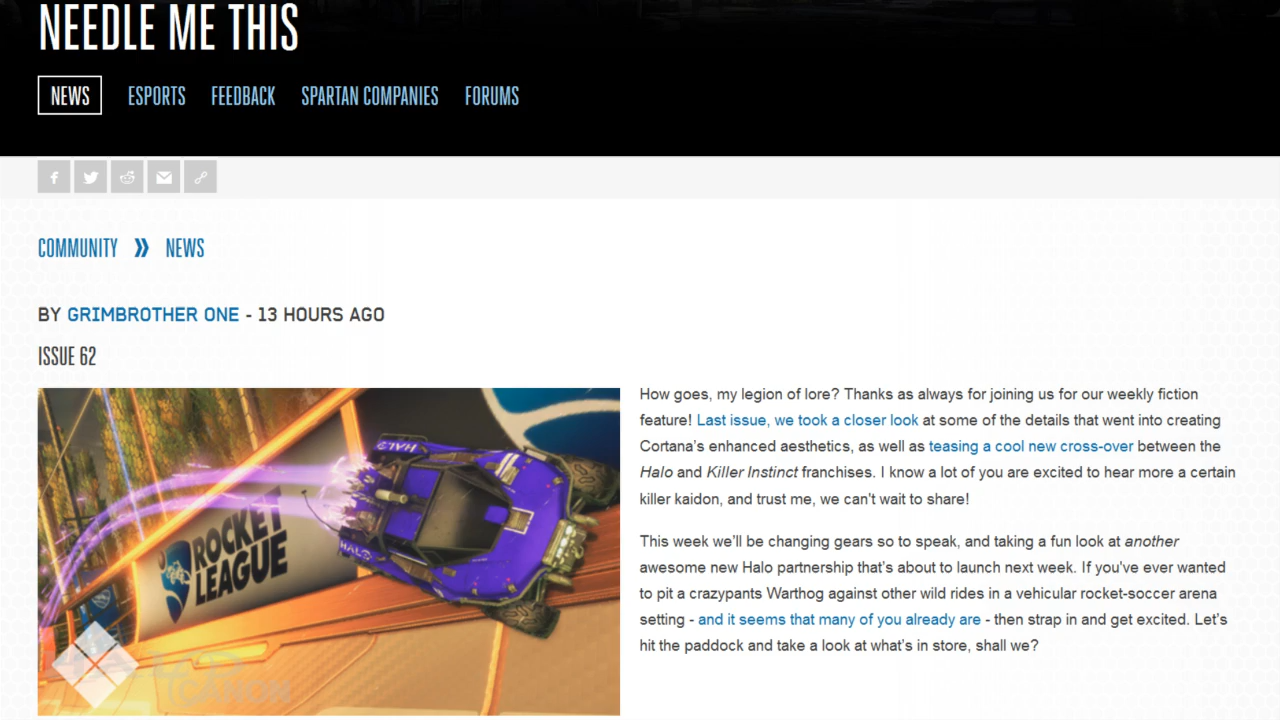 NEEDLE ME THIS
NEWS
ESPORTS
FEEDBACK
SPARTAN COMPANIES
FORUMS
COMMUNITY
NEWS
BY GRIMBROTHER ONE - 13 HOURS AGO
ISSUE 62
HALO
HALO
ROCKET
LEAGUE
CANON
How goes, my legion of lore? Thanks as always for joining us for our weekly fiction
feature! Last issue, we took a closer look at some of the details that went into creating
Cortana's enhanced aesthetics, as well as teasing a cool new cross-over between the
Halo and Killer Instinct franchises. I know a lot of you are excited to hear more a certain
killer kaidon, and trust me, we can't wait to share!
This week we'll be changing gears so to speak, and taking a fun look at another
awesome new Halo partnership that's about to launch next week. If you've ever wanted
to pit a crazypants Warthog against other wild rides in a vehicular rocket-soccer arena
setting - and it seems that many of you already are - then strap in and get excited. Let's
hit the paddock and take a look at what's in store, shall we?